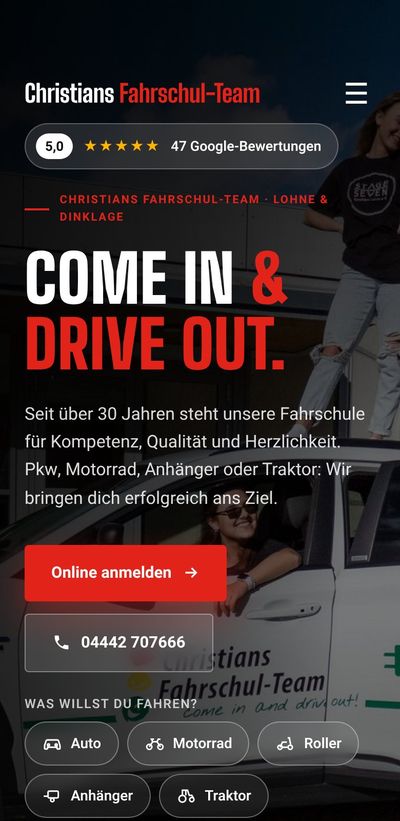 Christians Fahrschul-Team
5,0 ★★★★★ 47 Google-Bewertungen
CHRISTIANS FAHRSCHUL-TEAM · LOHNE &
DINKLAGE
COME IN &
DRIVE OUT.
Seit über 30 Jahren steht unsere Fahrschule
für Kompetenz, Qualität und Herzlichkeit.
Pkw, Motorrad, Anhänger oder Traktor: Wir
bringen dich erfolgreich ans Ziel.
Online anmelden →
04442 707666
Christians
Fahrschul-Team
come in and drive out!
WAS WILLST DU FAHREN?
Auto Motorrad Roller
Anhänger Traktor